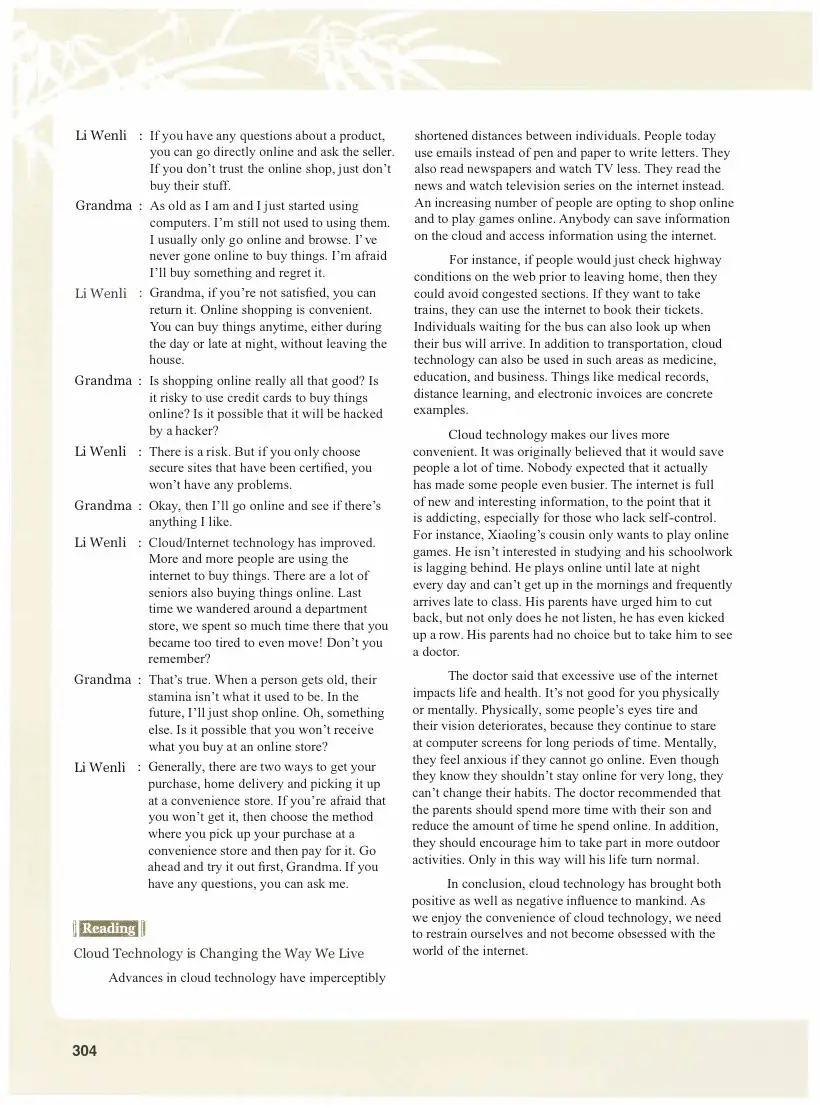 Li Wenli : If you have any questions about a product,
you can go directly online and ask the seller.
If you don't trust the online shop, just don't
buy their stuff.
Grandma : As old as I am and I just started using
computers. I'm still not used to using them.
I usually only go online and browse. I've
never gone online to buy things. I'm afraid
I'll buy something and regret it.
Li Wenli : Grandma, if you're not satisfied, you can
return it. Online shopping is convenient.
You can buy things anytime, either during
the day or late at night, without leaving the
house.
Grandma : Is shopping online really all that good? Is
it risky to use credit cards to buy things
online? Is it possible that it will be hacked
by a hacker?
Li Wenli : There is a risk. But if you only choose
secure sites that have been certified, you
won't have any problems.
Grandma : Okay, then I'll go online and see if there's
anything I like.
Li Wenli : Cloud/Internet technology has improved.
More and more people are using the
internet to buy things. There are a lot of
seniors also buying things online. Last
time we wandered around a department
store, we spent so much time there that you
became too tired to even move! Don't you
remember?
Grandma : That's true. When a person gets old, their
stamina isn't what it used to be. In the
future, I'll just shop online. Oh, something
else. Is it possible that you won't receive
what you buy at an online store?
Li Wenli : Generally, there are two ways to get your
purchase, home delivery and picking it up
at a convenience store. If you're afraid that
you won't get it, then choose the method
where you pick up your purchase at a
convenience store and then pay for it. Go
ahead and try it out first, Grandma. If you
have any questions, you can ask me.
Reading
Cloud Technology is Changing the Way We Live
Advances in cloud technology have imperceptibly
shortened distances between individuals. People today
use emails instead of pen and paper to write letters. They
also read newspapers and watch TV less. They read the
news and watch television series on the internet instead.
An increasing number of people are opting to shop online
and to play games online. Anybody can save information
on the cloud and access information using the internet.
For instance, if people would just check highway
conditions on the web prior to leaving home, then they
could avoid congested sections. If they want to take
trains, they can use the internet to book their tickets.
Individuals waiting for the bus can also look up when
their bus will arrive. In addition to transportation, cloud
technology can also be used in such areas as medicine,
education, and business. Things like medical records,
distance learning, and electronic invoices are concrete
examples.
Cloud technology makes our lives more
convenient. It was originally believed that it would save
people a lot of time. Nobody expected that it actually
has made some people even busier. The internet is full
of new and interesting information, to the point that it
is addicting, especially for those who lack self-control.
For instance, Xiaoling's cousin only wants to play online
games. He isn't interested in studying and his schoolwork
is lagging behind. He plays online until late at night
every day and can't get up in the mornings and frequently
arrives late to class. His parents have urged him to cut
back, but not only does he not listen, he has even kicked
up a row. His parents had no choice but to take him to see
a doctor.
The doctor said that excessive use of the internet
impacts life and health. It's not good for you physically
or mentally. Physically, some people's eyes tire and
their vision deteriorates, because they continue to stare
at computer screens for long periods of time. Mentally,
they feel anxious if they cannot go online. Even though
they know they shouldn't stay online for very long, they
can't change their habits. The doctor recommended that
the parents should spend more time with their son and
reduce the amount of time he spend online. In addition,
they should encourage him to take part in more outdoor
activities. Only in this way will his life turn normal.
In conclusion, cloud technology has brought both
positive as well as negative influence to mankind. As
we enjoy the convenience of cloud technology, we need
to restrain ourselves and not become obsessed with the
world of the internet.
304